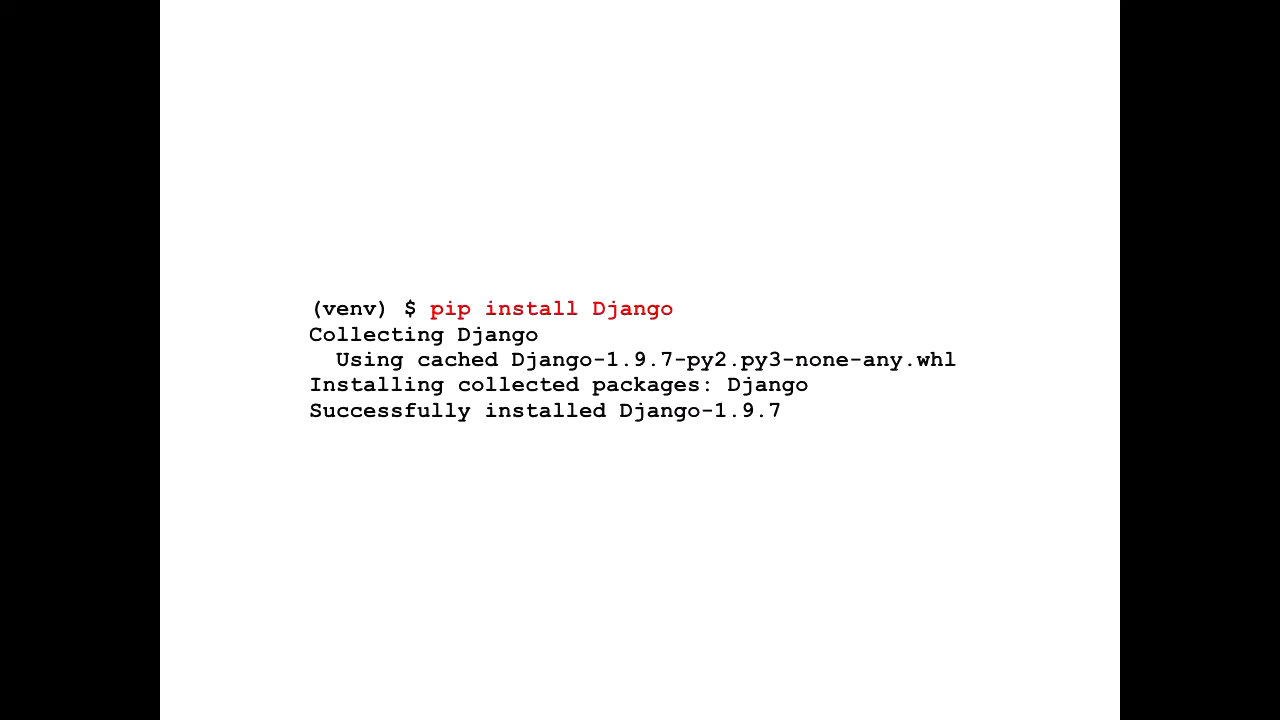 (venv) $ pip install Django
Collecting Django
  Using cached Django-1.9.7-py2.py3-none-any.whl
Installing collected packages: Django
Successfully installed Django-1.9.7